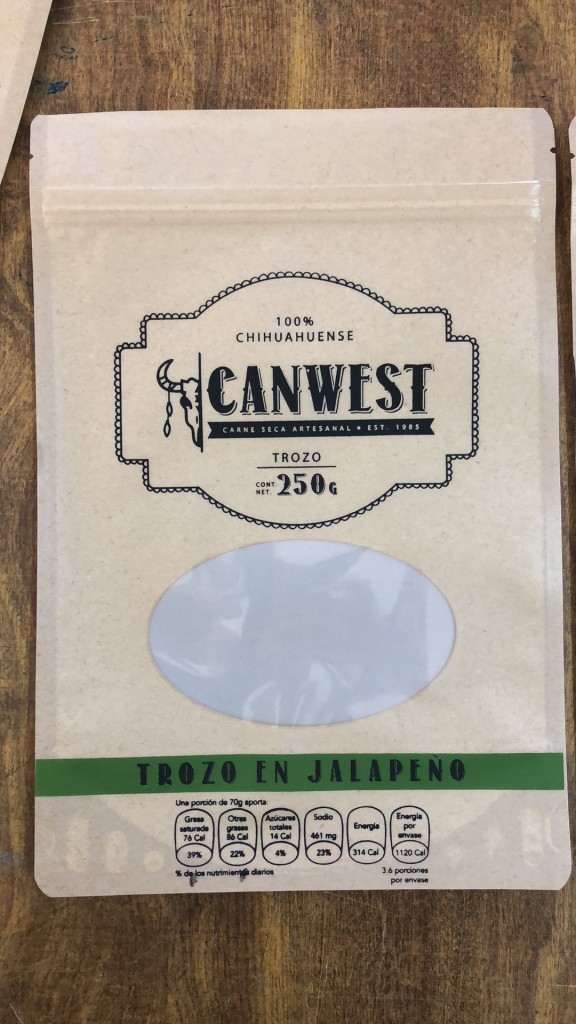 100%
CHIHUAHUENSE
CANWEST
CARNE SECA ARTESANAL • EST. 1985
TROZO
CONT. NET. 250G
TROZO EN JALAPEÑO
Una porción de 70g aporta:
Grasa saturada 76 Cal 39%
Otras grasas 86 Cal 22%
Azúcares totales 14 Cal 4%
Sodio 461 mg 23%
Energía 314 Cal
Energía por envase 1120 Cal
% de los nutrimientos diarios
3.6 porciones
por envase